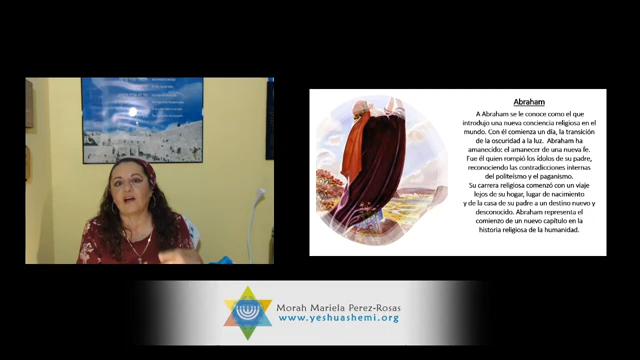 Abraham
A Abraham se le conoce como el que
introdujo una nueva conciencia religiosa en el
mundo. Con él comienza un día, la transición
de la oscuridad a la luz. Abraham ha
amanecido: el amanecer de una nueva fe.
Fue él quien rompió los ídolos de su padre,
reconociendo las contradicciones internas
del politeísmo y el paganismo.
Su carrera religiosa comenzó con un viaje
lejos de su hogar, lugar de nacimiento
y de la casa de su padre a un destino nuevo y
desconocido. Abraham representa el
comienzo de un nuevo capítulo en la
historia religiosa de la humanidad.
Morah Mariela Perez-Rosas
www.yeshuashemi.org